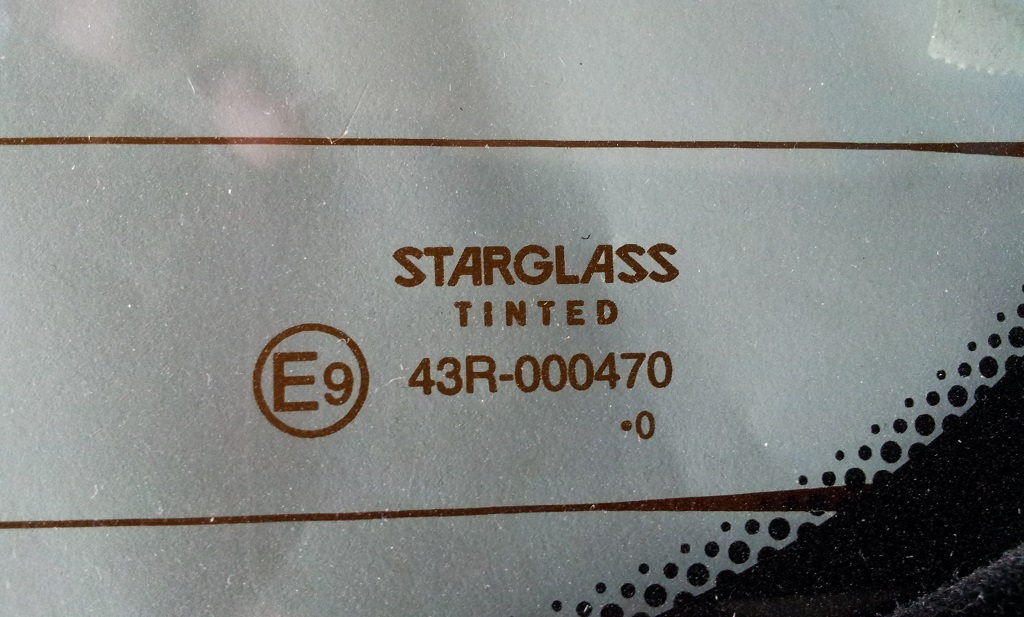 STARGLASS
TINTED
E9 43R-000470
·0